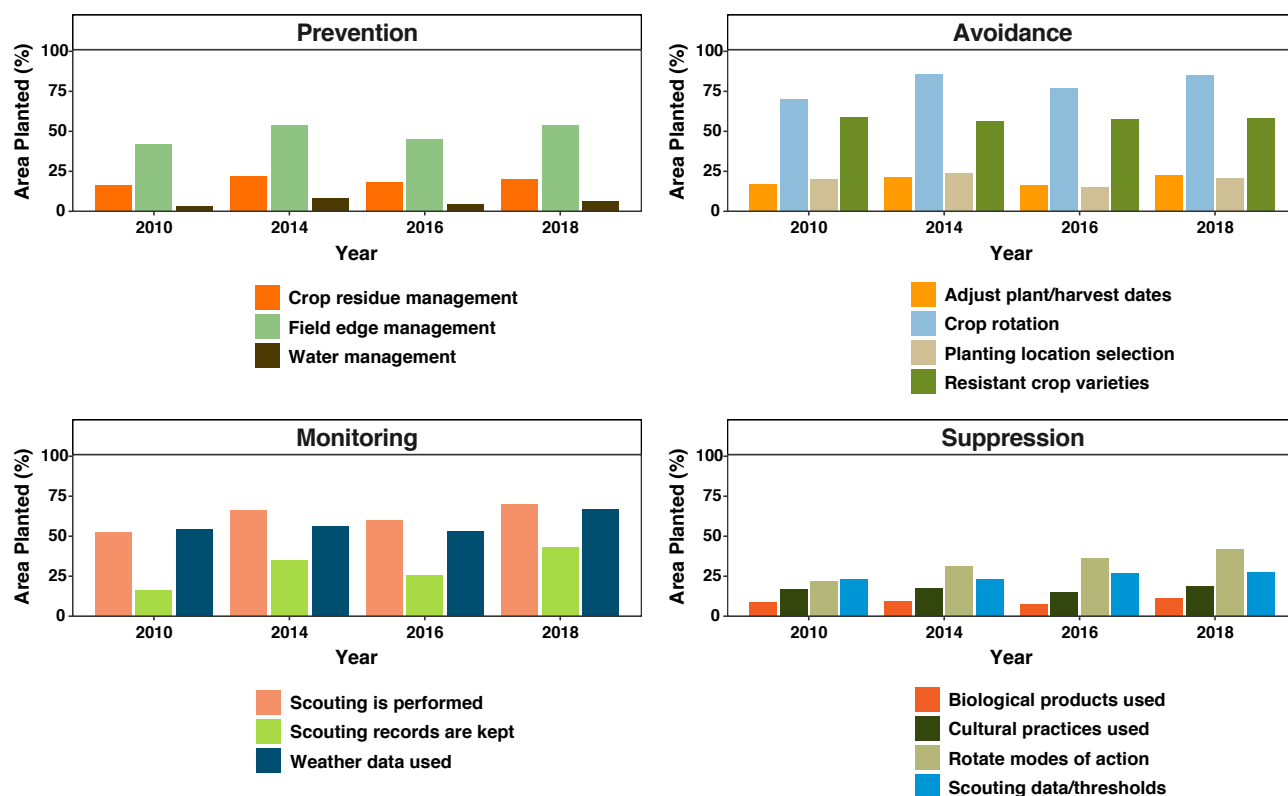 Prevention
Area Planted (%)
100
75
50
25
0
2010 2014 2016 2018
Year
Crop residue management
Field edge management
Water management
Avoidance
Area Planted (%)
100
75
50
25
0
2010 2014 2016 2018
Year
Adjust plant/harvest dates
Crop rotation
Planting location selection
Resistant crop varieties
Monitoring
Area Planted (%)
100
75
50
25
0
2010 2014 2016 2018
Year
Scouting is performed
Scouting records are kept
Weather data used
Suppression
Area Planted (%)
100
75
50
25
0
2010 2014 2016 2018
Year
Biological products used
Cultural practices used
Rotate modes of action
Scouting data/thresholds